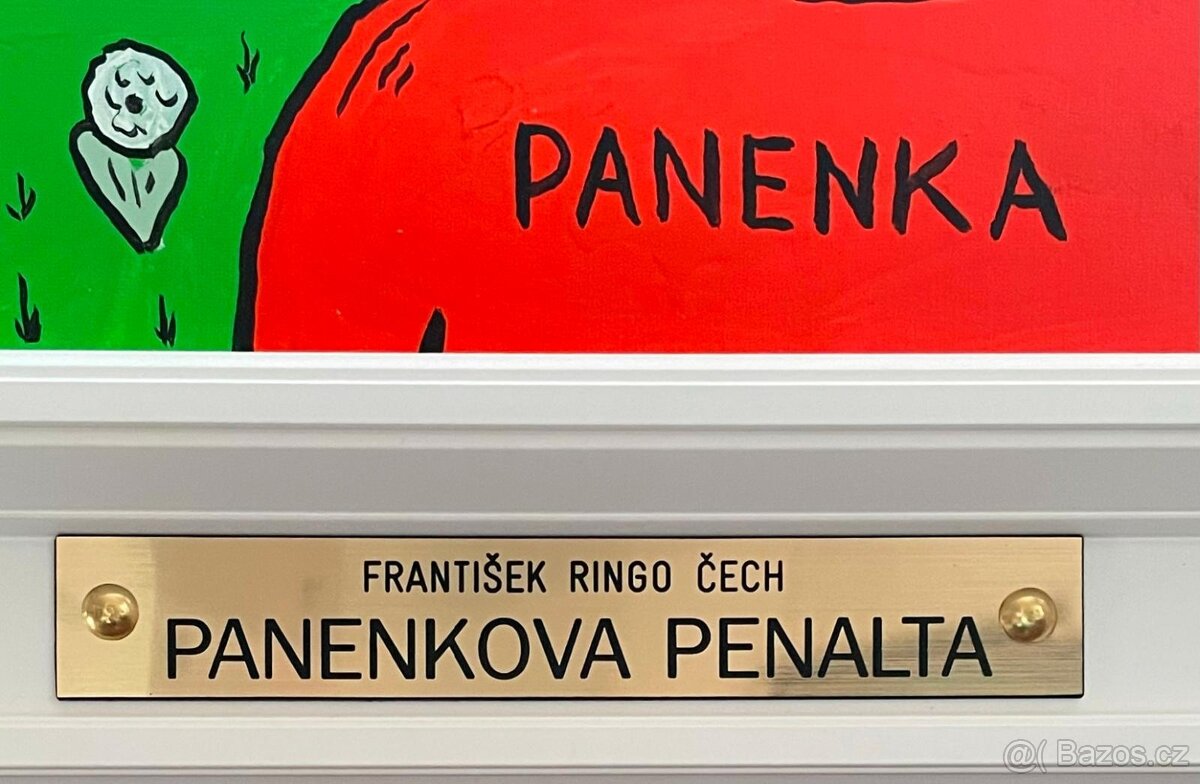 PANENKA
FRANTIŠEK RINGO ČECH
PANENKOVA PENALTA
@( Bazos.cz